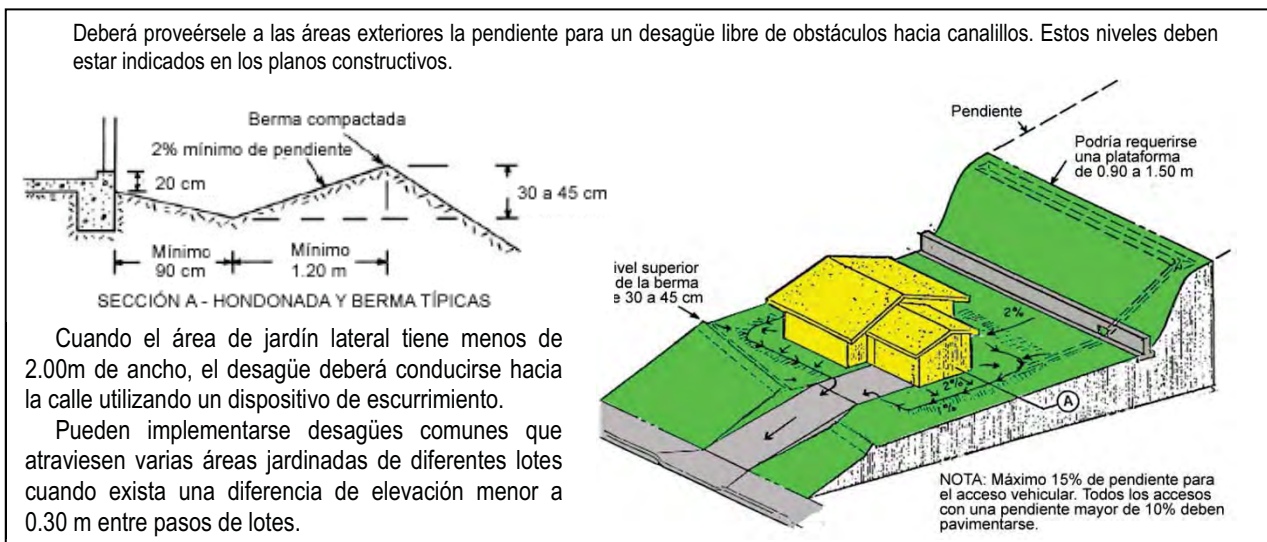 Deberá proveérsele a las áreas exteriores la pendiente para un desagüe libre de obstáculos hacia canalillos. Estos niveles deben
estar indicados en los planos constructivos.
Berma compactada
2% mínimo de pendiente
20 cm
30 a 45 cm
Mínimo
90 cm
Mínimo
1.20 m
SECCIÓN A - HONDONADA Y BERMA TÍPICAS
Cuando el área de jardín lateral tiene menos de
2.00m de ancho, el desagüe deberá conducirse hacia
la calle utilizando un dispositivo de escurrimiento.
Pueden implementarse desagües comunes que
atraviesen varias áreas jardinadas de diferentes lotes
cuando exista una diferencia de elevación menor a
0.30 m entre pasos de lotes.
Pendiente
Podría requerirse
una plataforma
de 0.90 a 1.50 m
ivel superior
de la berma
e 30 a 45 cm
2%
2%
1%
A
NOTA: Máximo 15% de pendiente para
el acceso vehicular. Todos los accesos
con una pendiente mayor de 10% deben
pavimentarse.